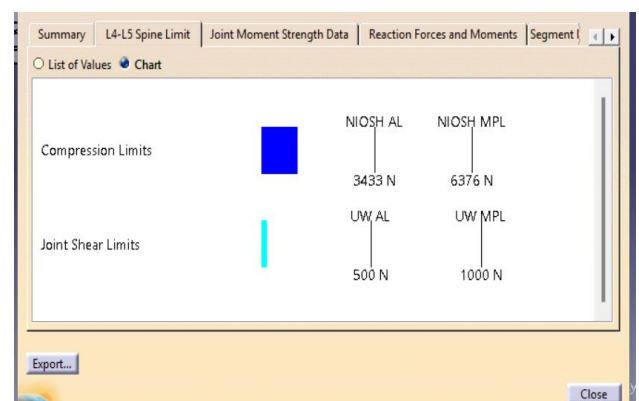 Summary L4-L5 Spine Limit Joint Moment Strength Data Reaction Forces and Moments Segment
List of Values Chart
NIOSH AL NIOSH MPL
Compression Limits
3433 N 6376 N
UW AL UW MPL
Joint Shear Limits
500 N 1000 N
Export...
Close